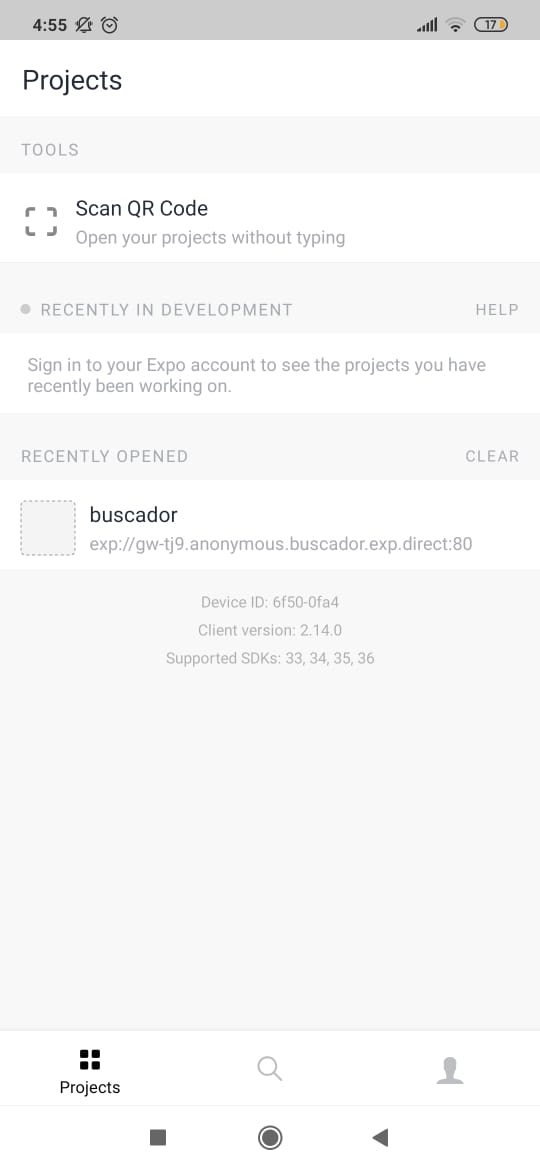 4:55
17
Projects
TOOLS
Scan QR Code
Open your projects without typing
RECENTLY IN DEVELOPMENT
HELP
Sign in to your Expo account to see the projects you have
recently been working on.
RECENTLY OPENED
CLEAR
buscador
exp://gw-tj9.anonymous.buscador.exp.direct:80
Device ID: 6f50-0fa4
Client version: 2.14.0
Supported SDKs: 33, 34, 35, 36
Projects